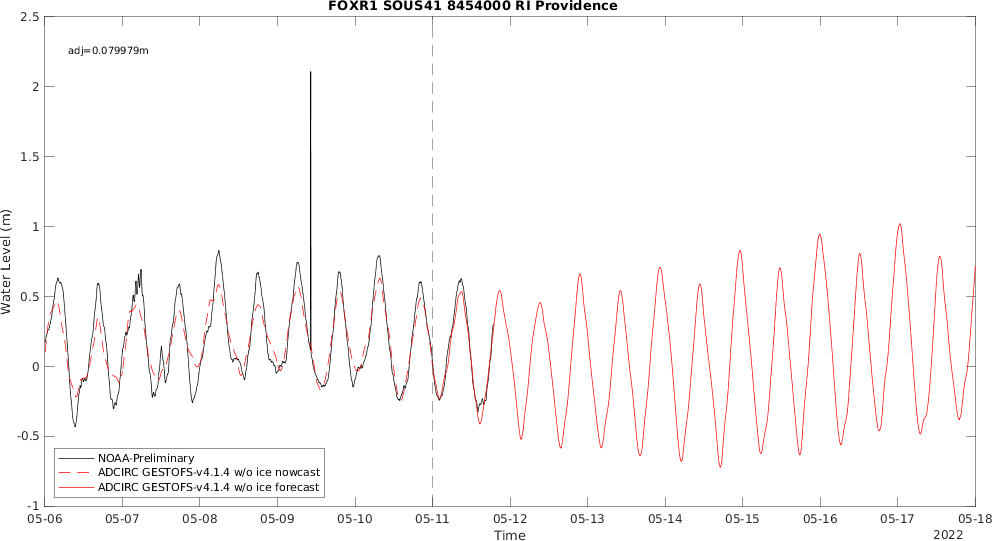 FOXR1 SOUS41 8454000 RI Providence
adj=0.079979m
2.5
2
1.5
1
0.5
0
-0.5
-1
Water Level (m)
NOAA-Preliminary
ADCIRC GESTOFS-v4.1.4 w/o ice nowcast
ADCIRC GESTOFS-v4.1.4 w/o ice forecast
05-06 05-07 05-08 05-09 05-10 05-11 05-12 05-13 05-14 05-15 05-16 05-17 05-18
Time
2022